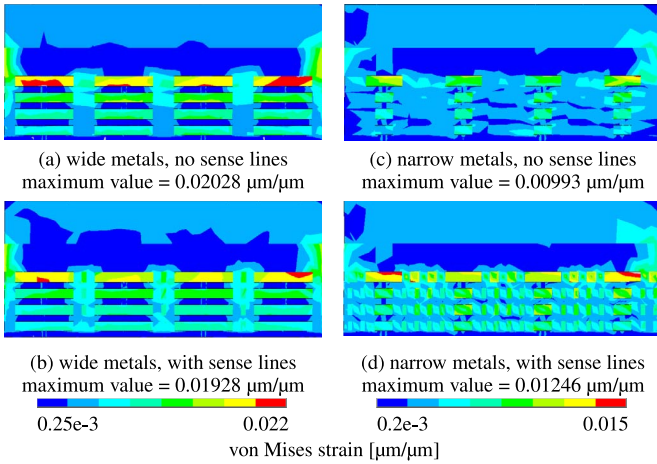 (a) wide metals, no sense lines
maximum value = 0.02028 µm/µm
(c) narrow metals, no sense lines
maximum value = 0.00993 µm/µm
(b) wide metals, with sense lines
maximum value = 0.01928 µm/µm
(d) narrow metals, with sense lines
maximum value = 0.01246 µm/µm
0.25e-3 0.022
0.2e-3 0.015
von Mises strain [µm/µm]